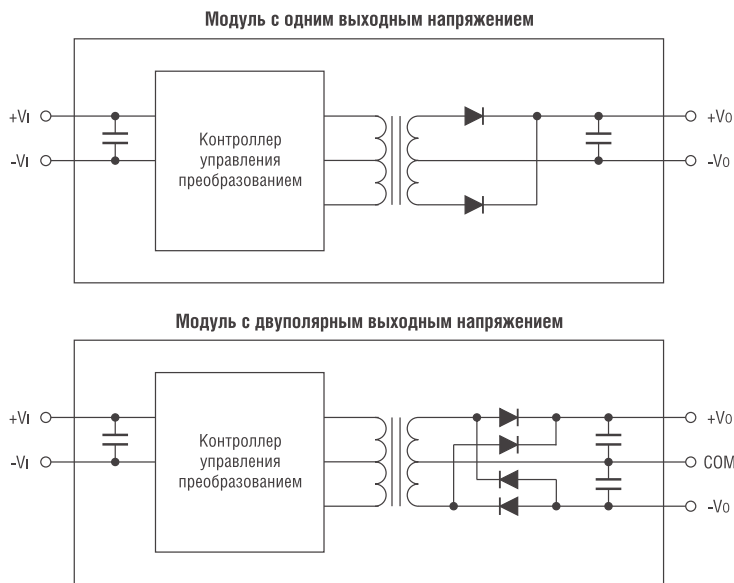 Модуль с одним выходным напряжением
+VI
-VI
Контроллер
управления
преобразованием
+VO
-VO
Модуль с двуполярным выходным напряжением
+VI
-VI
Контроллер
управления
преобразованием
+VO
COM
-VO